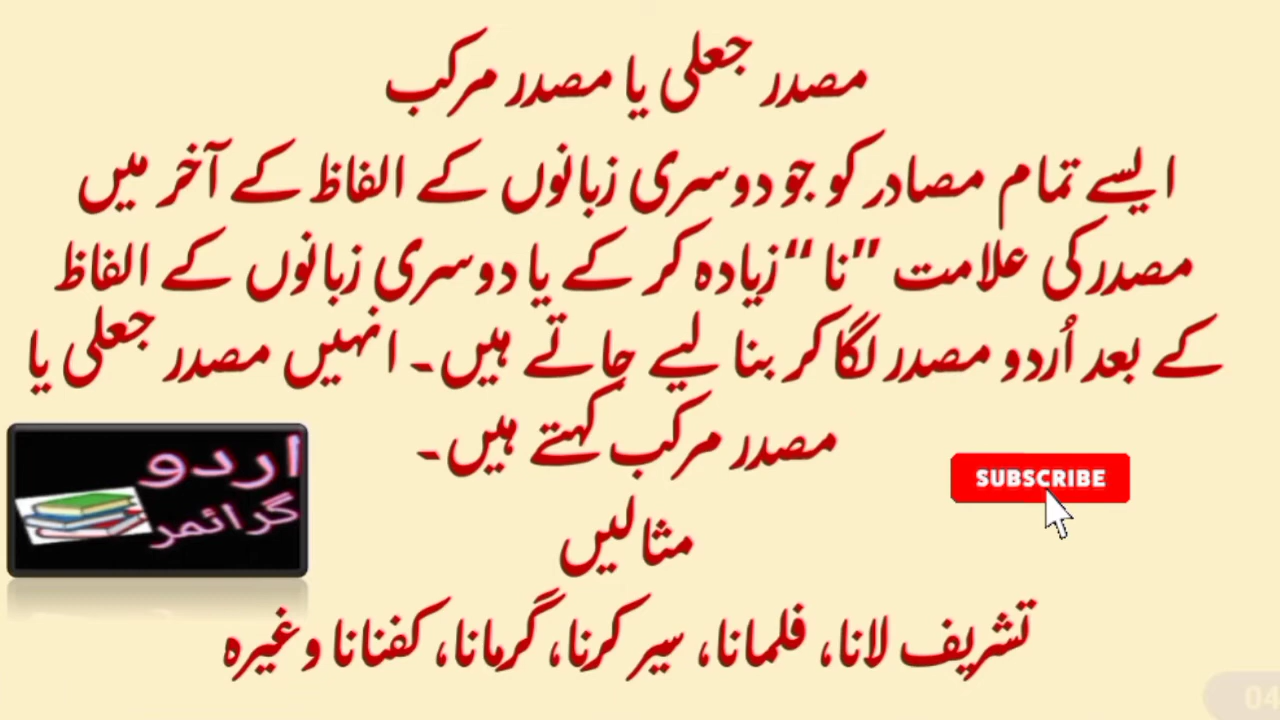 مصدر جعلی یا مصدر مرکب
ایسے تمام مصادر کو جو دوسری زبانوں کے الفاظ کے آخر میں
مصدر کی علامت ”نا“ زیادہ کر کے یا دوسری زبانوں کے الفاظ
کے بعد اُردو مصدر لگا کر بنا لیے جاتے ہیں۔ انہیں مصدر جعلی یا
مصدر مرکب کہتے ہیں۔
اردو
گرائمر
SUBSCRIBE
مثالیں
تشریف لانا، فلمانا، سیر کرنا، گرمانا، کفنانا وغیرہ
04